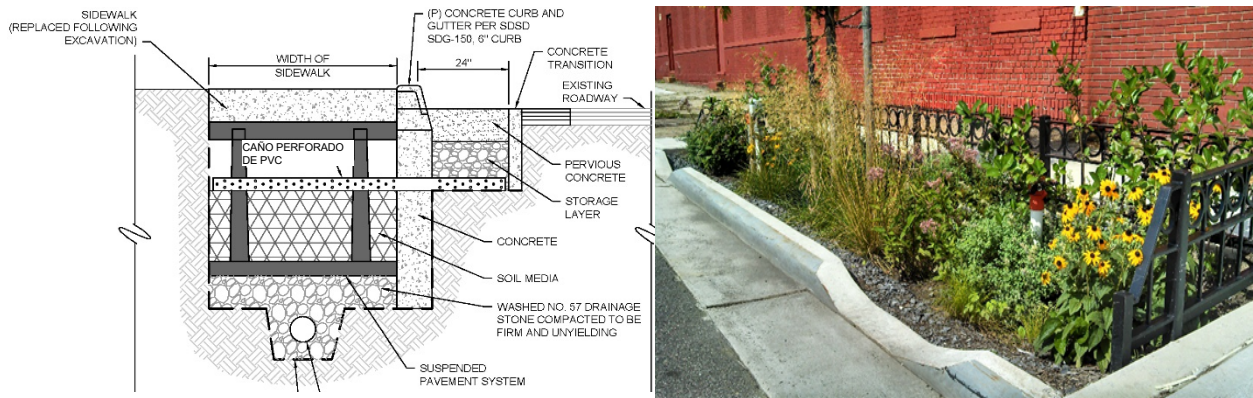 SIDEWALK
(REPLACED FOLLOWING
EXCAVATION)
(P) CONCRETE CURB AND
GUTTER PER SDSD
SDG-150, 6" CURB
WIDTH OF
SIDEWALK
24"
CONCRETE
TRANSITION
EXISTING
ROADWAY
CAÑO PERFORADO
DE PVC
PERVIOUS
CONCRETE
STORAGE
LAYER
CONCRETE
SOIL MEDIA
WASHED NO. 57 DRAINAGE
STONE COMPACTED TO BE
FIRM AND UNYIELDING
SUSPENDED
PAVEMENT SYSTEM